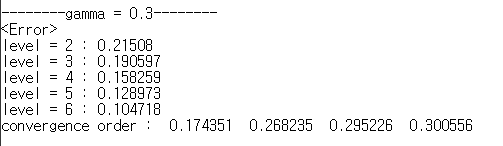 --------gamma = 0.3--------
<Error>
level = 2 : 0.21508
level = 3 : 0.190597
level = 4 : 0.158259
level = 5 : 0.128973
level = 6 : 0.104718
convergence order :  0.174351  0.268235  0.295226  0.300556